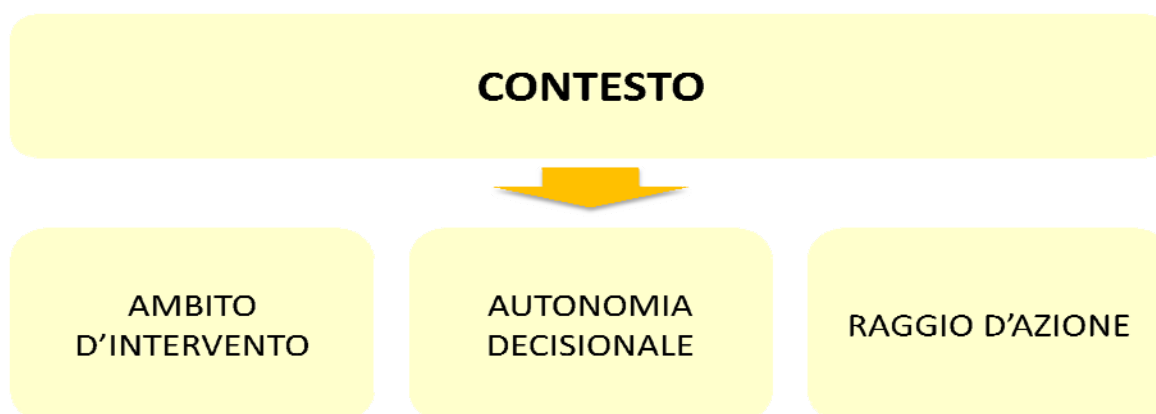 CONTESTO
AMBITO
D’INTERVENTO
AUTONOMIA
DECISIONALE
RAGGIO D’AZIONE